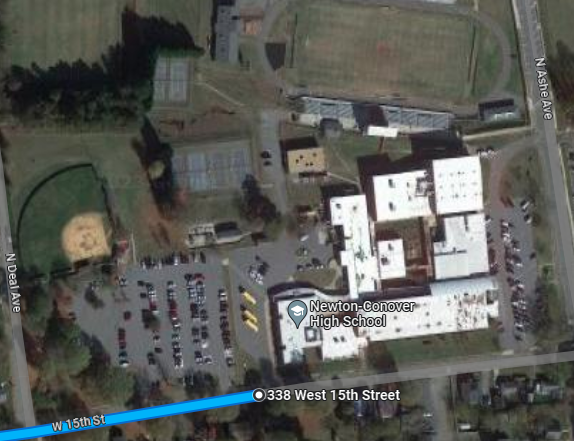 N Ashe Ave
N Deal Ave
Newton-Conover
High School
338 West 15th Street
W 15th St